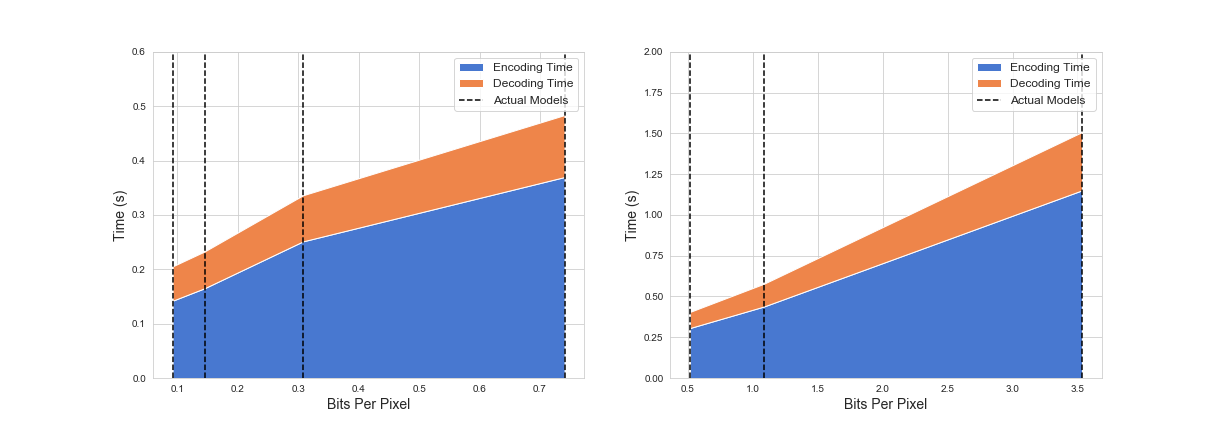 0.6
0.5
0.4
0.3
0.2
0.1
0.0
Time (s)
Encoding Time
Decoding Time
Actual Models
0.1 0.2 0.3 0.4 0.5 0.6 0.7
Bits Per Pixel
2.00
1.75
1.50
1.25
1.00
0.75
0.50
0.25
0.00
Time (s)
Encoding Time
Decoding Time
Actual Models
0.5 1.0 1.5 2.0 2.5 3.0 3.5
Bits Per Pixel